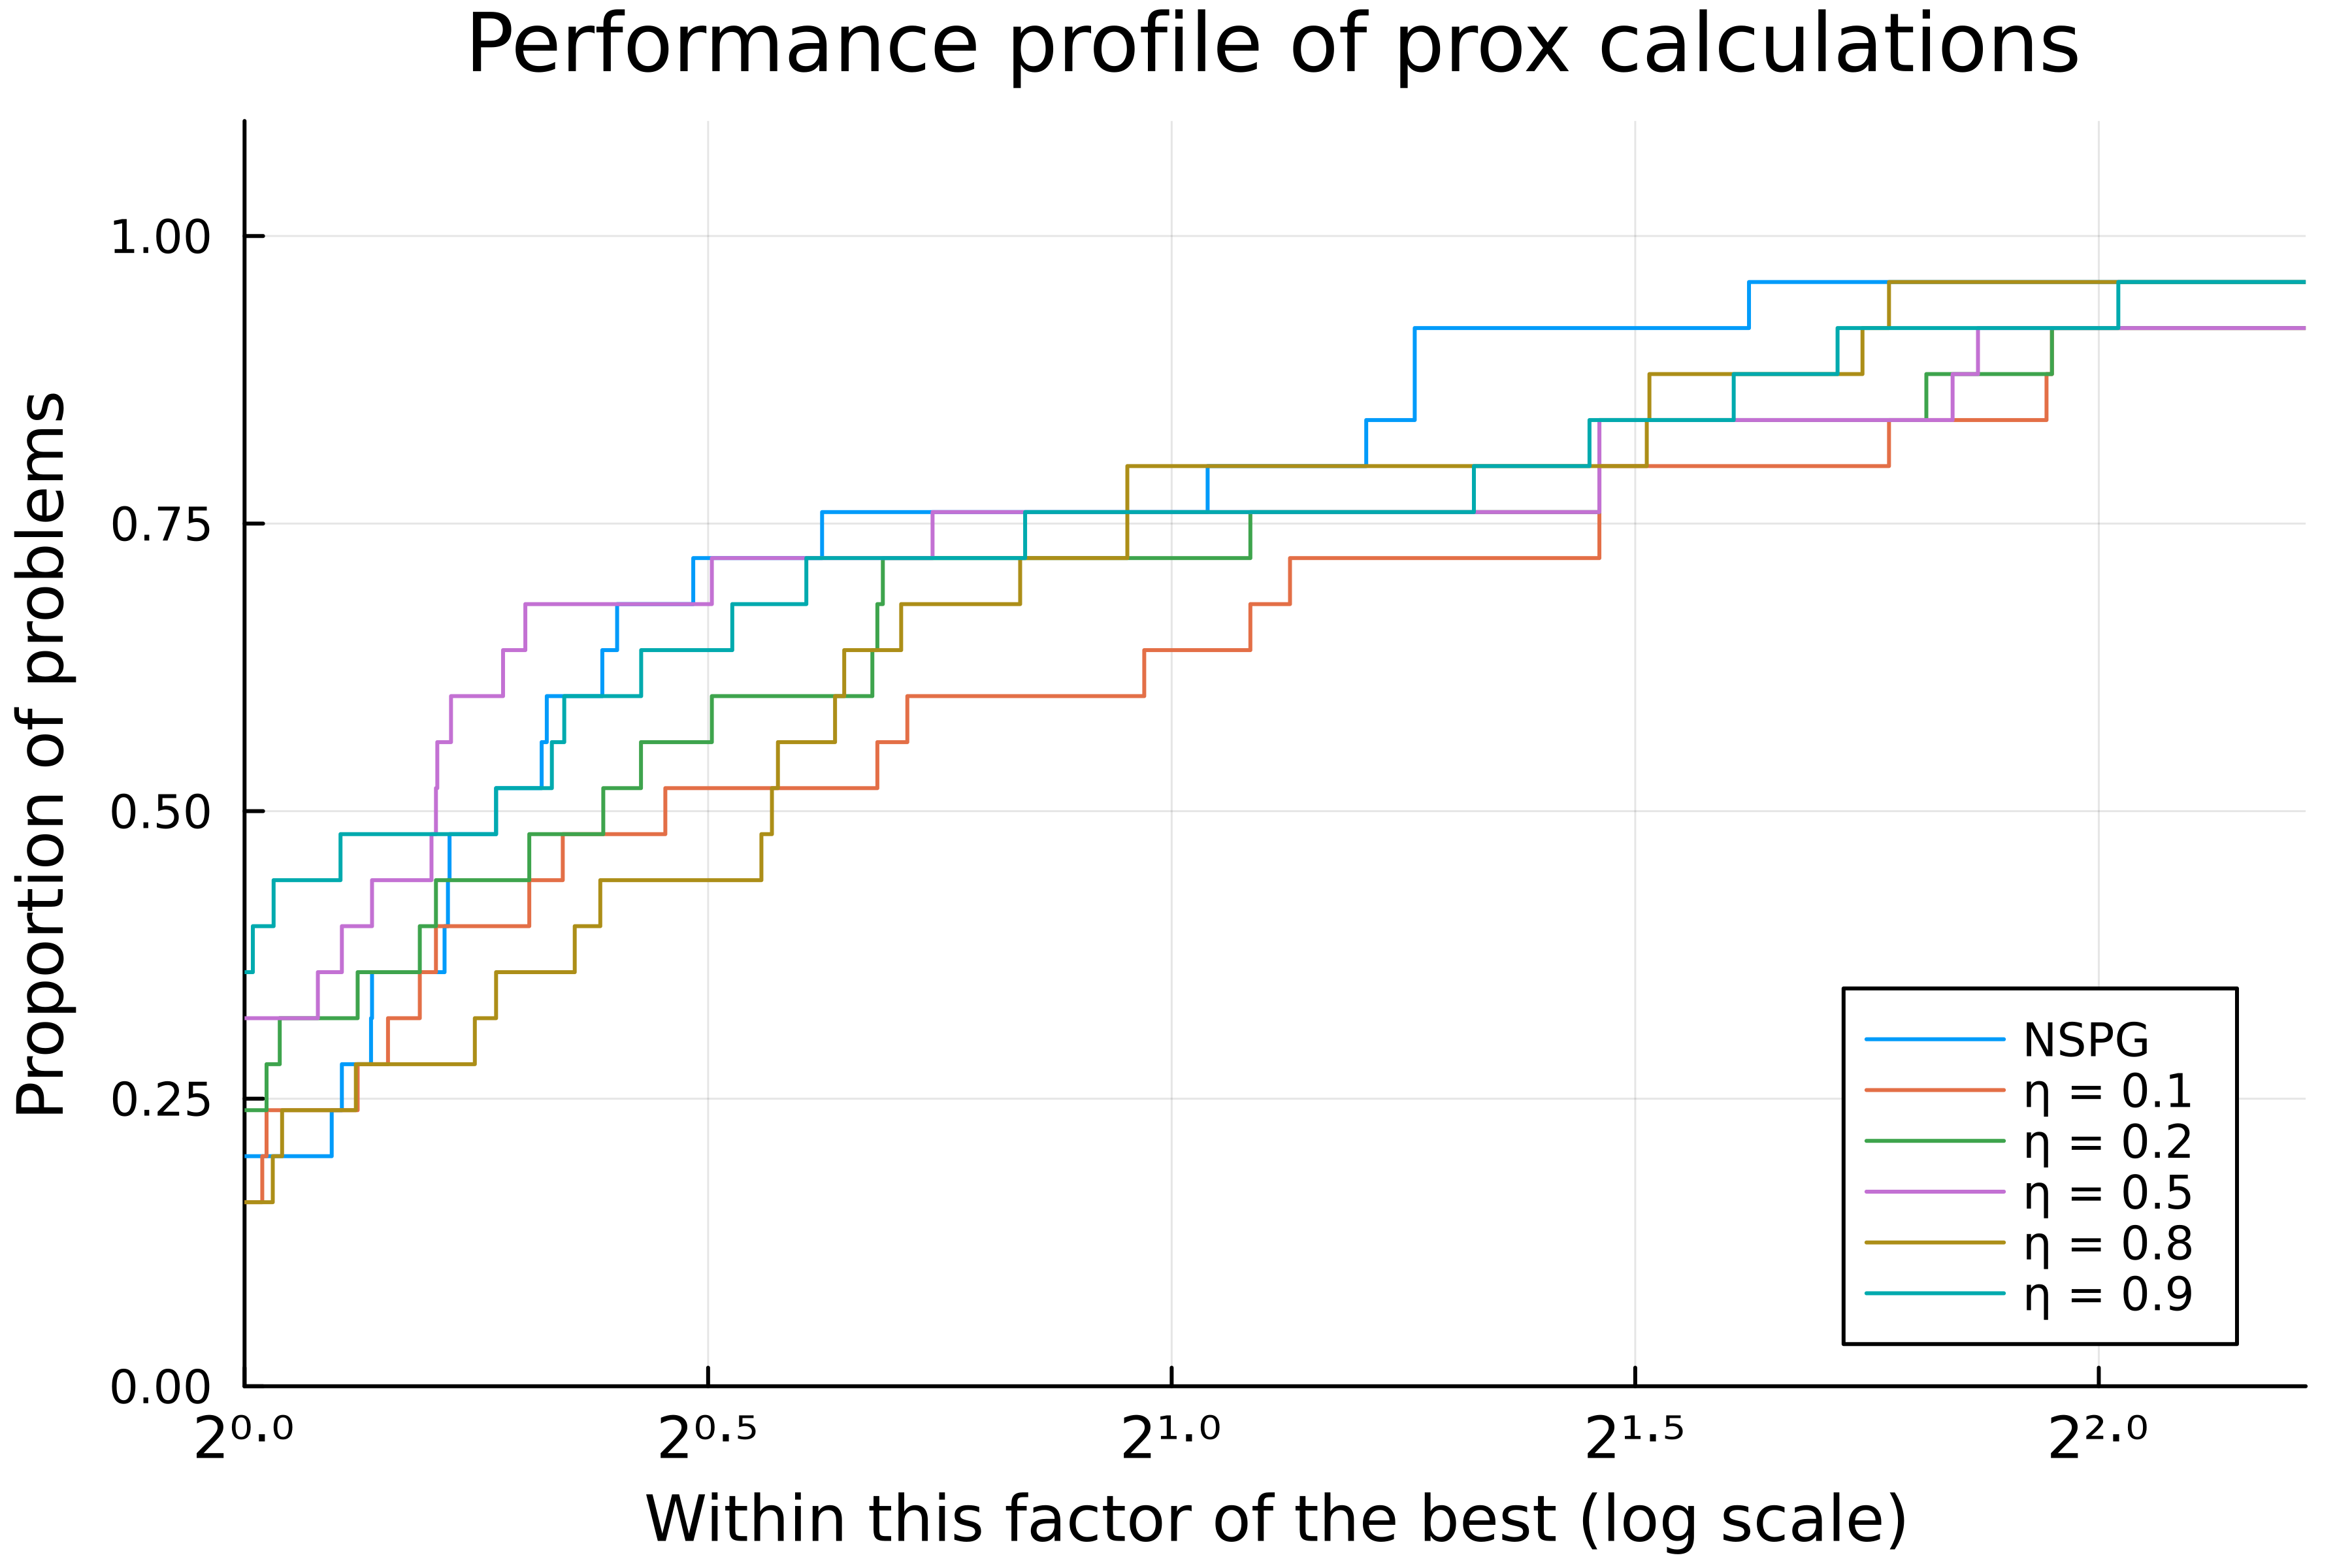 Performance profile of prox calculations
Proportion of problems
1.00
0.75
0.50
0.25
0.00
2⁰·⁰ 2⁰·⁵ 2¹·⁰ 2¹·⁵ 2²·⁰
Within this factor of the best (log scale)
NSPG
η = 0.1
η = 0.2
η = 0.5
η = 0.8
η = 0.9